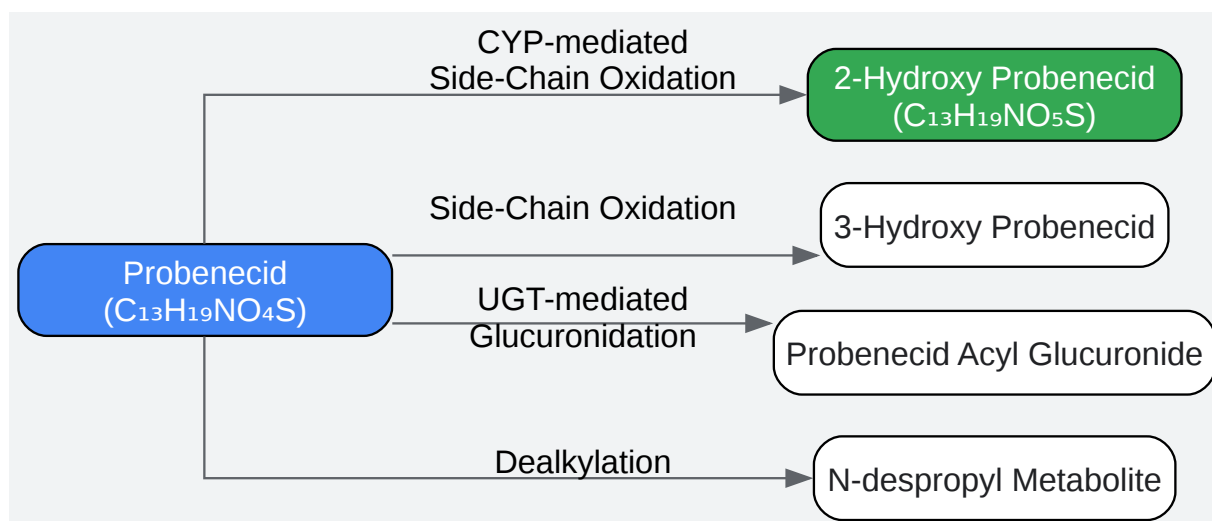 CYP-mediated
Side-Chain Oxidation
2-Hydroxy Probenecid
(C₁₃H₁₉NO₅S)
Side-Chain Oxidation
3-Hydroxy Probenecid
Probenecid
(C₁₃H₁₉NO₄S)
UGT-mediated
Glucuronidation
Probenecid Acyl Glucuronide
Dealkylation
N-despropyl Metabolite